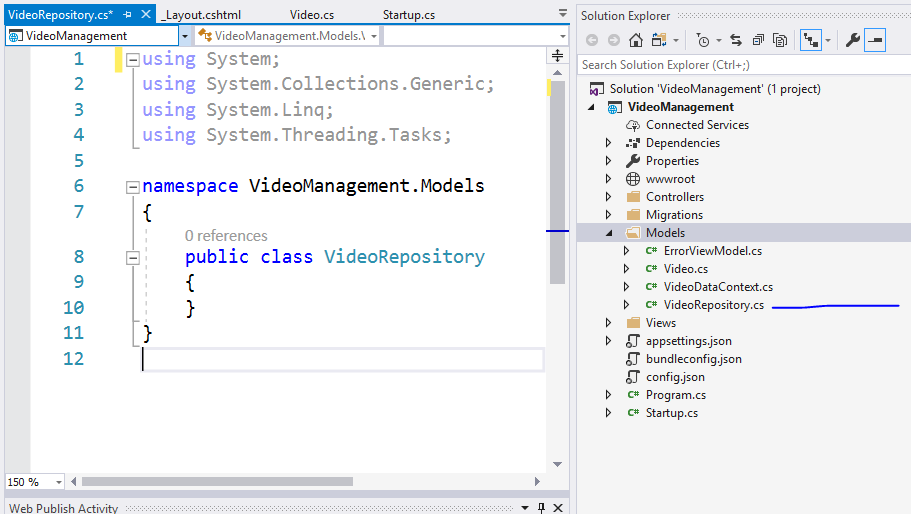 VideoRepository.cs* _Layout.cshtml Video.cs Startup.cs
VideoManagement VideoManagement.Models.\
1 using System;
2 using System.Collections.Generic;
3 using System.Linq;
4 using System.Threading.Tasks;
5
6 namespace VideoManagement.Models
7 {
0 references
8 public class VideoRepository
9 {
10 }
11 }
12
150 %
Web Publish Activity
Solution Explorer
Search Solution Explorer (Ctrl+;)
Solution 'VideoManagement' (1 project)
VideoManagement
Connected Services
Dependencies
Properties
wwwroot
Controllers
Migrations
Models
C# ErrorViewModel.cs
C# Video.cs
C# VideoDataContext.cs
C# VideoRepository.cs
Views
appsettings.json
bundleconfig.json
config.json
C# Program.cs
C# Startup.cs